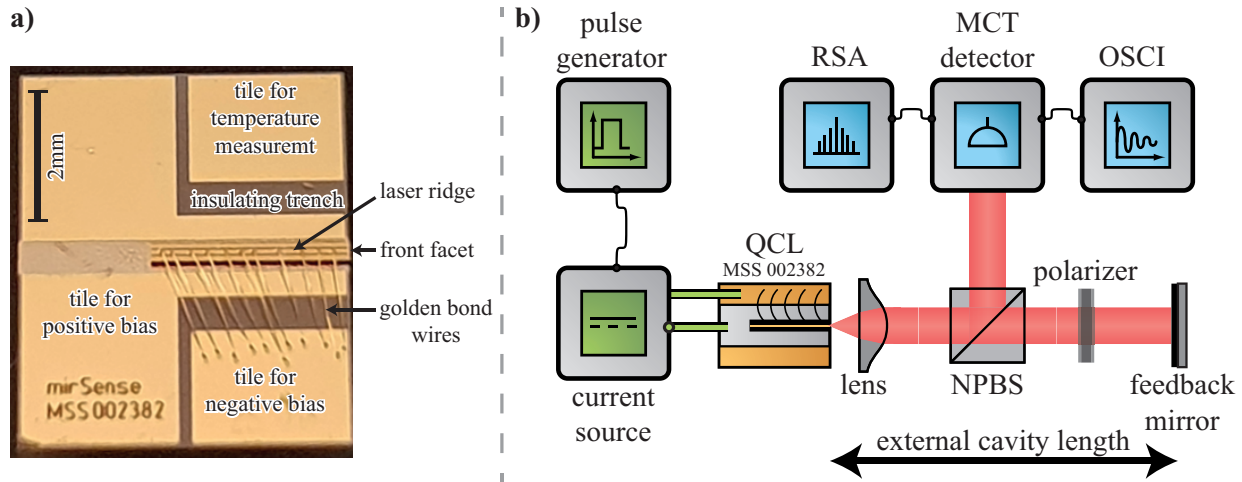 a)
tile for
temperature
measuremt
2mm
insulating trench
laser ridge
front facet
tile for
positive bias
golden bond
wires
mirSense
MSS 002382
tile for
negative bias
b)
pulse
generator
RSA
MCT
detector
OSCI
QCL
MSS 002382
polarizer
lens
NPBS
feedback
mirror
current
source
external cavity length